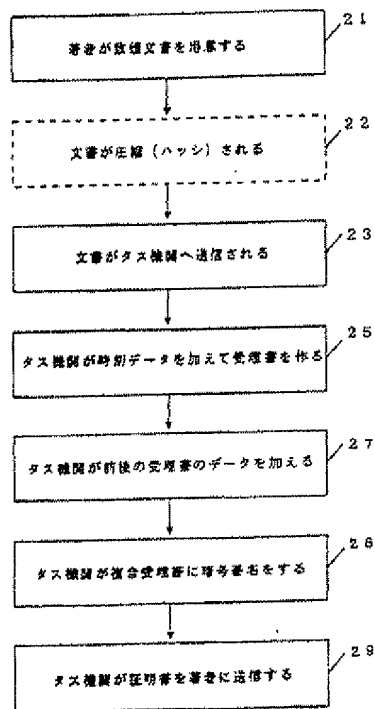 21
著者が数値文書を用意する
22
文書が圧縮（ハッシ）される
23
文書がタス機関へ送信される
25
タス機関が時刻データを加えて受理書を作る
27
タス機関が前後の受理書のデータを加える
28
タス機関が複合受理書に暗号署名をする
29
タス機関が証明書を著者に送信する